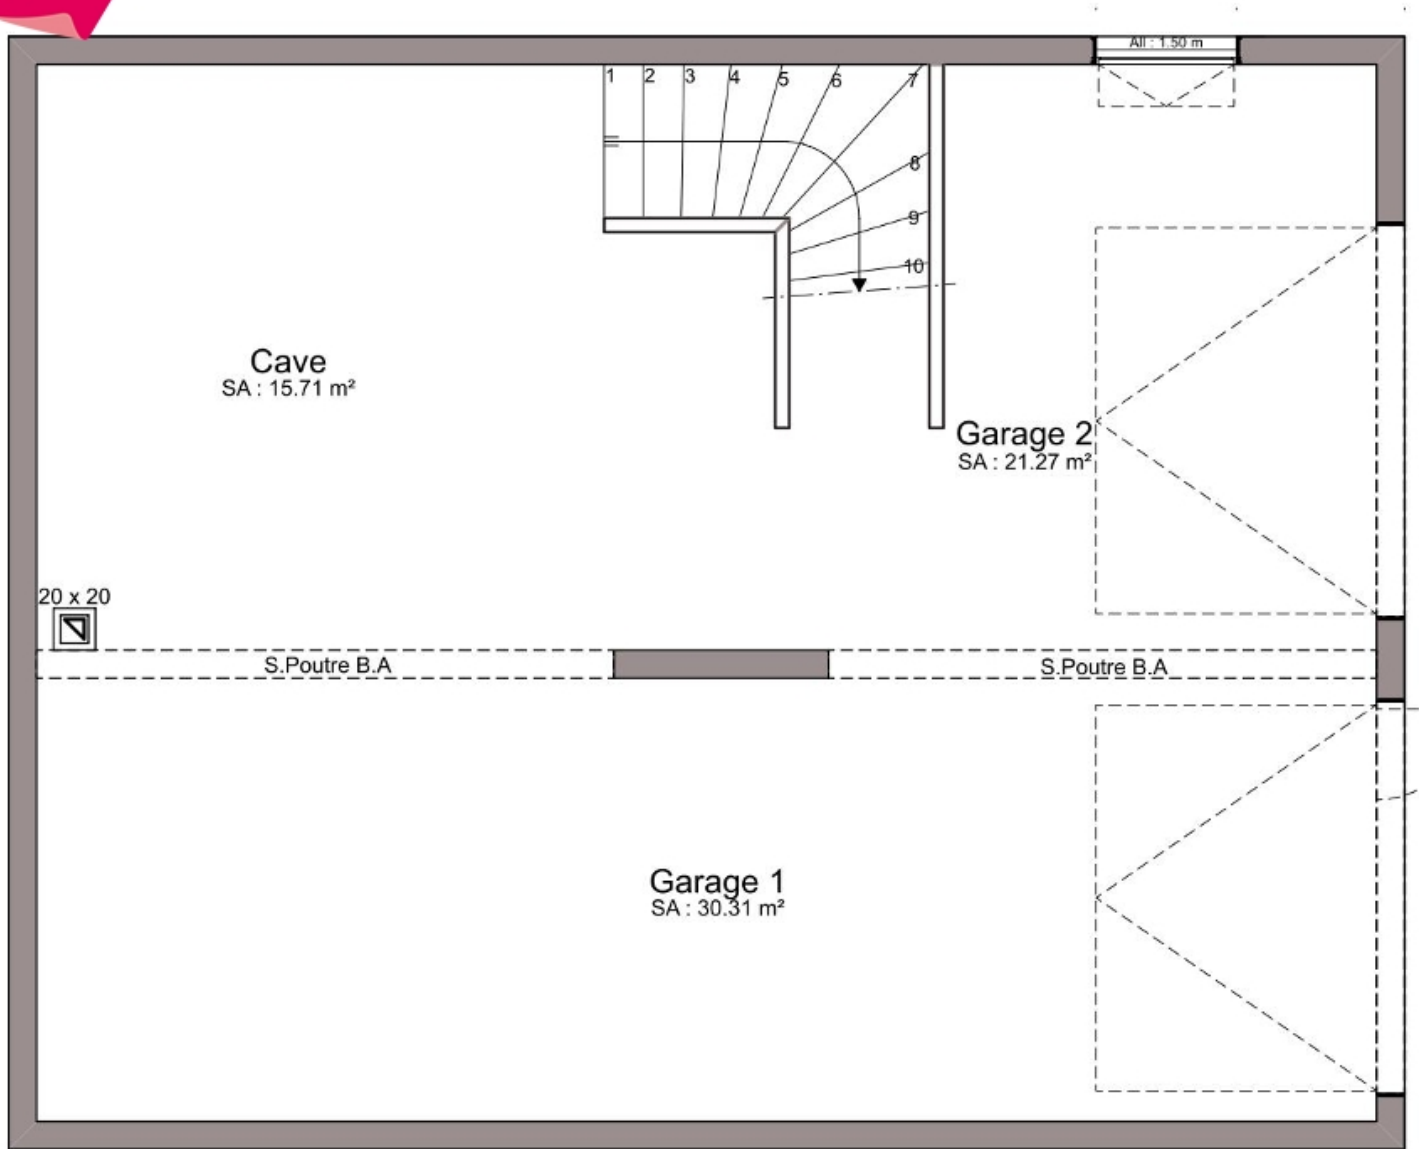 All : 1.50 m
1
2
3
4
5
6
7
8
9
10
Cave
SA : 15.71 m²
Garage 2
SA : 21.27 m²
20 x 20
S.Poutre B.A
S.Poutre B.A
Garage 1
SA : 30.31 m²